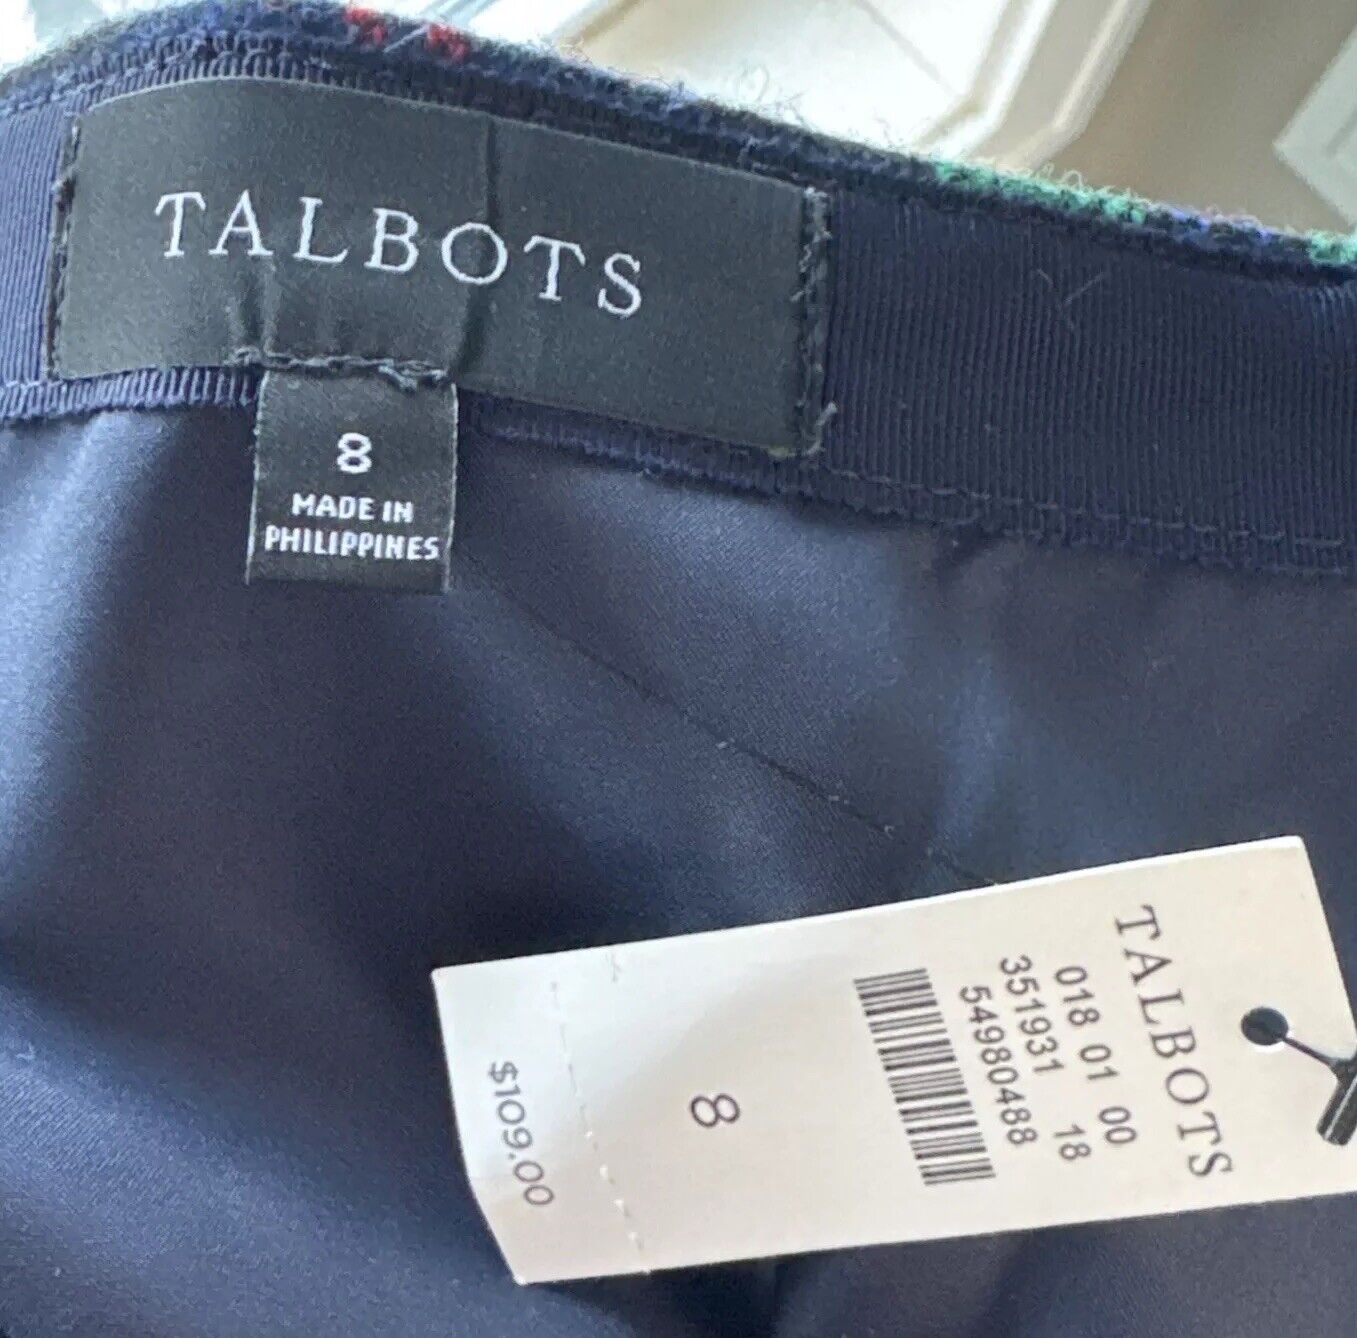 TALBOTS
8
MADE IN
PHILIPPINES
TALBOTS
018 01 00
351931 18
54980488
8
$109.00